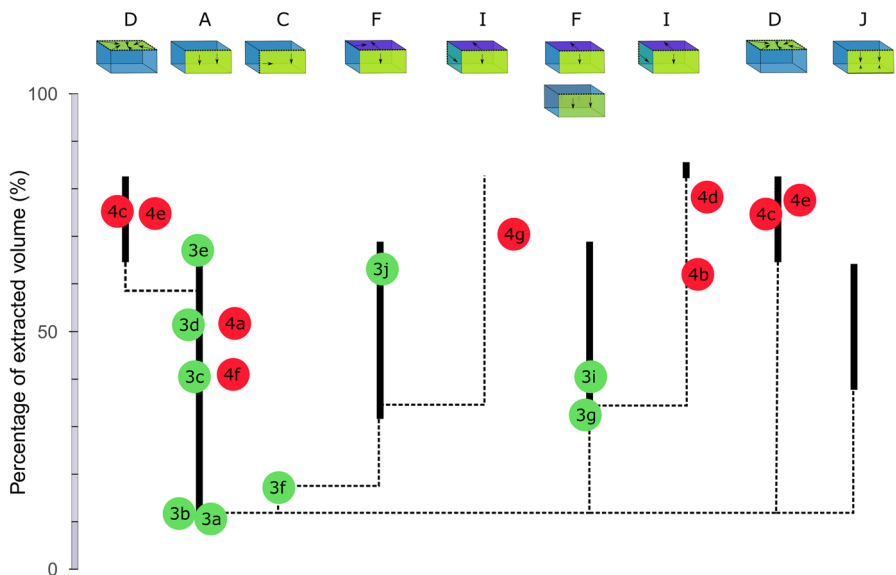 D A C F I F I D J
100
4c 4e 3e 3j 4g 4d 4b 4c 4e
3d 4a
50
3c 4f 3i
3g
3f
3b 3a
0
Percentage of extracted volume (%)